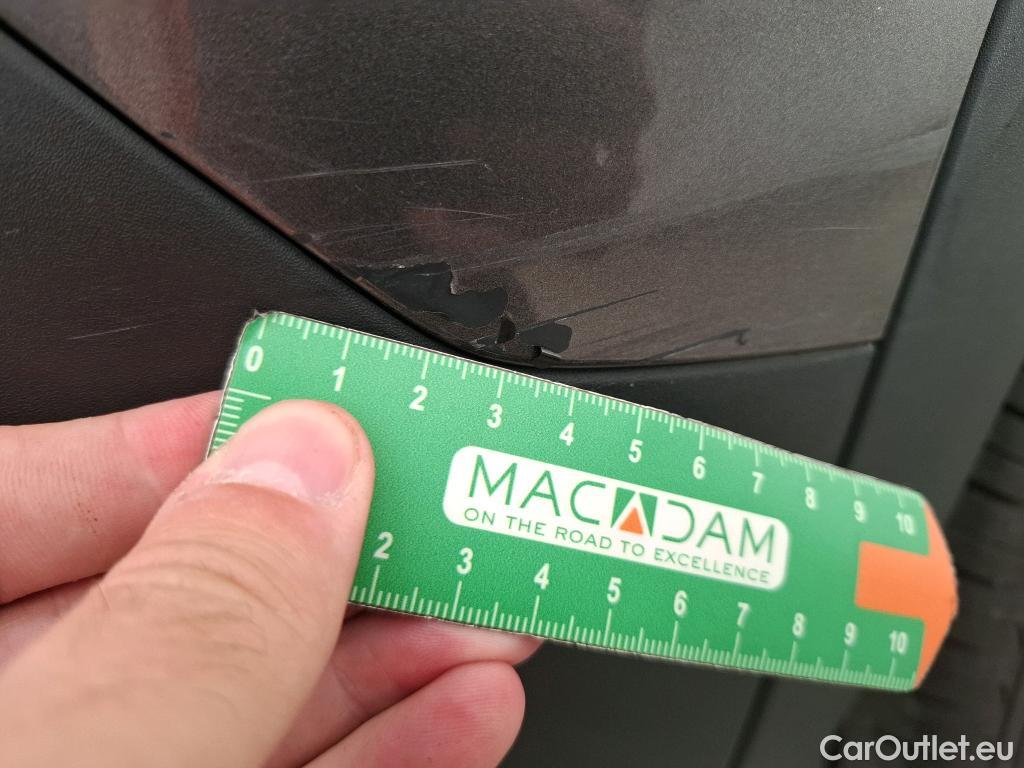 0 1 2 3 4 5 6 7 8 9 10
MACADAM
ON THE ROAD TO EXCELLENCE
2 3 4 5 6 7 8 9 10
CarOutlet.eu